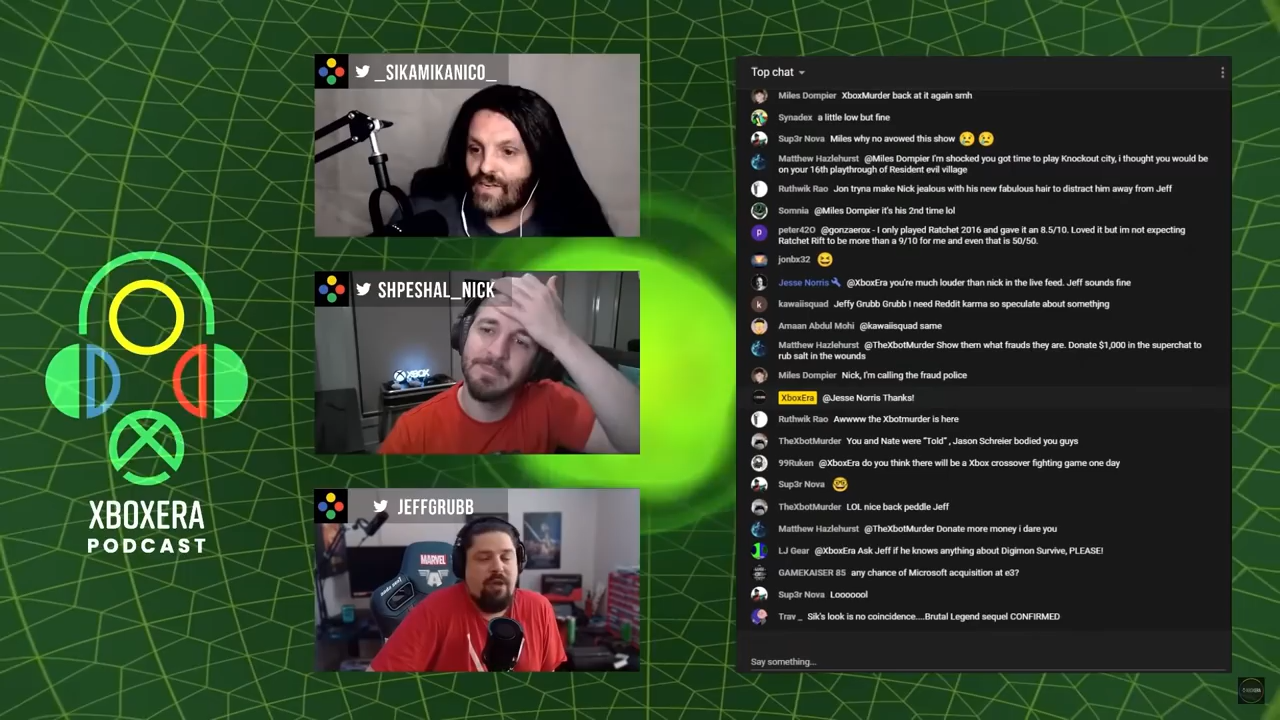 _SIKAMIKANICO_
SHPESHAL_NICK
XBOX
JEFFGRUBB
MARVEL
XBOXERA
PODCAST
Top chat
Miles Dompier XboxMurder back at it again smh
Synadex a little low but fine
Sup3r Nova Miles why no avowed this show 😢 😢
Matthew Hazlehurst @Miles Dompier I'm shocked you got time to play Knockout city, i thought you would be
on your 16th playthrough of Resident evil village
Ruthwik Rao Jon tryna make Nick jealous with his new fabulous hair to distract him away from Jeff
Somnia @Miles Dompier it's his 2nd time lol
peter42O @gonzaerox - I only played Ratchet 2016 and gave it an 8.5/10. Loved it but im not expecting
Ratchet Rift to be more than a 9/10 for me and even that is 50/50.
jonbx32 😆
Jesse Norris @XboxEra you're much louder than nick in the live feed. Jeff sounds fine
kawaiisquad Jeffy Grubb Grubb I need Reddit karma so speculate about somethjng
Amaan Abdul Mohi @kawaiisquad same
Matthew Hazlehurst @TheXbotMurder Show them what frauds they are. Donate $1,000 in the superchat to
rub salt in the wounds
Miles Dompier Nick, I'm calling the fraud police
XboxEra @Jesse Norris Thanks!
Ruthwik Rao Awwww the Xbotmurder is here
TheXbotMurder You and Nate were "Told" , Jason Schreier bodied you guys
99Ruken @XboxEra do you think there will be a Xbox crossover fighting game one day
Sup3r Nova 🤓
TheXbotMurder LOL nice back peddle Jeff
Matthew Hazlehurst @TheXbotMurder Donate more money i dare you
LJ Gear @XboxEra Ask Jeff if he knows anything about Digimon Survive, PLEASE!
GAMEKAISER 85 any chance of Microsoft acquisition at e3?
Sup3r Nova Looooool
Trav_ Sik's look is no coincidence....Brutal Legend sequel CONFIRMED
Say something...